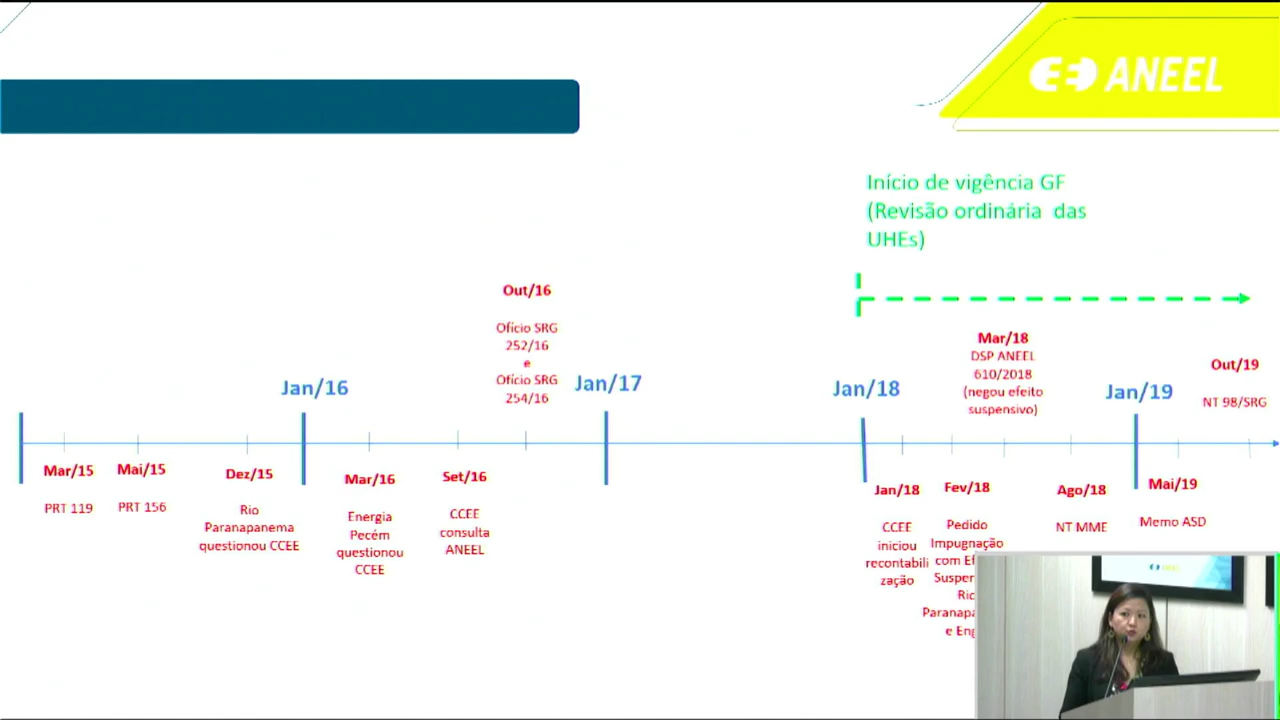 ANEEL
Início de vigência GF
(Revisão ordinária das
UHEs)
Out/16
Ofício SRG
252/16
e
Ofício SRG
254/16
Mar/18
DSP ANEEL
610/2018
(negou efeito
suspensivo)
Out/19
NT 98/SRG
Jan/16
Jan/17
Jan/18
Jan/19
Mar/15
PRT 119
Mai/15
PRT 156
Dez/15
Rio
Paranapanema
questionou CCEE
Mar/16
Energia
Pecém
questionou
CCEE
Set/16
CCEE
consulta
ANEEL
Jan/18
CCEE
iniciou
recontabili
zação
Fev/18
Pedido
Impugnação
com
e
Ago/18
NT MME
Mai/19
Memo ASD
ANEEL